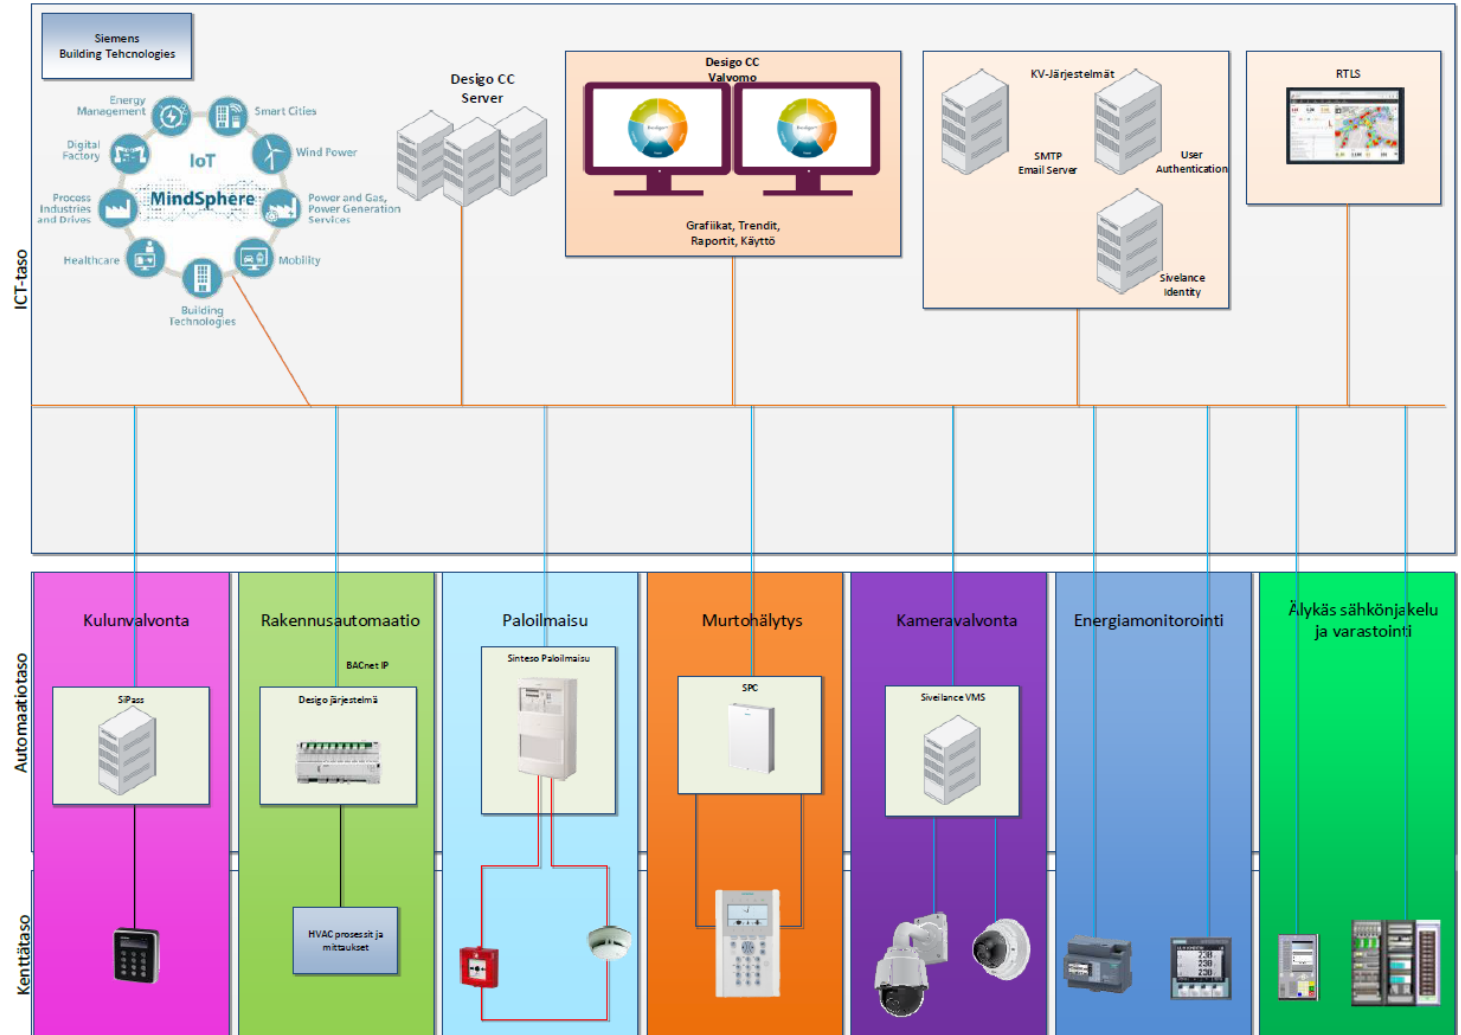 Siemens
Building Tehcnologies
Energy
Management
Smart Cities
Digital
Factory
IoT
Wind Power
MindSphere
Process
Industries
and Drives
Power and Gas,
Power Generation
Services
Healthcare
Mobility
Building
Technologies
Desigo CC
Server
Desigo CC
Valvomo
Grafiikat, Trendit,
Raportit, Käyttö
KV-Järjestelmät
SMTP
Email Server
User
Authentication
Sivelance
Identity
RTLS
ICT-taso
Automaatiotaso
Kenttätaso
Kulunvalvonta
SiPass
Rakennusautomaatio
BACnet IP
Desigo järjestelmä
HVAC prosessit ja
mittaukset
Paloilmaisu
Sinteso Paloilmaisu
Murtohälytys
SPC
Kameravalvonta
Siveilance VMS
Energiamonitorointi
Älykäs sähkönjakelu
ja varastointi